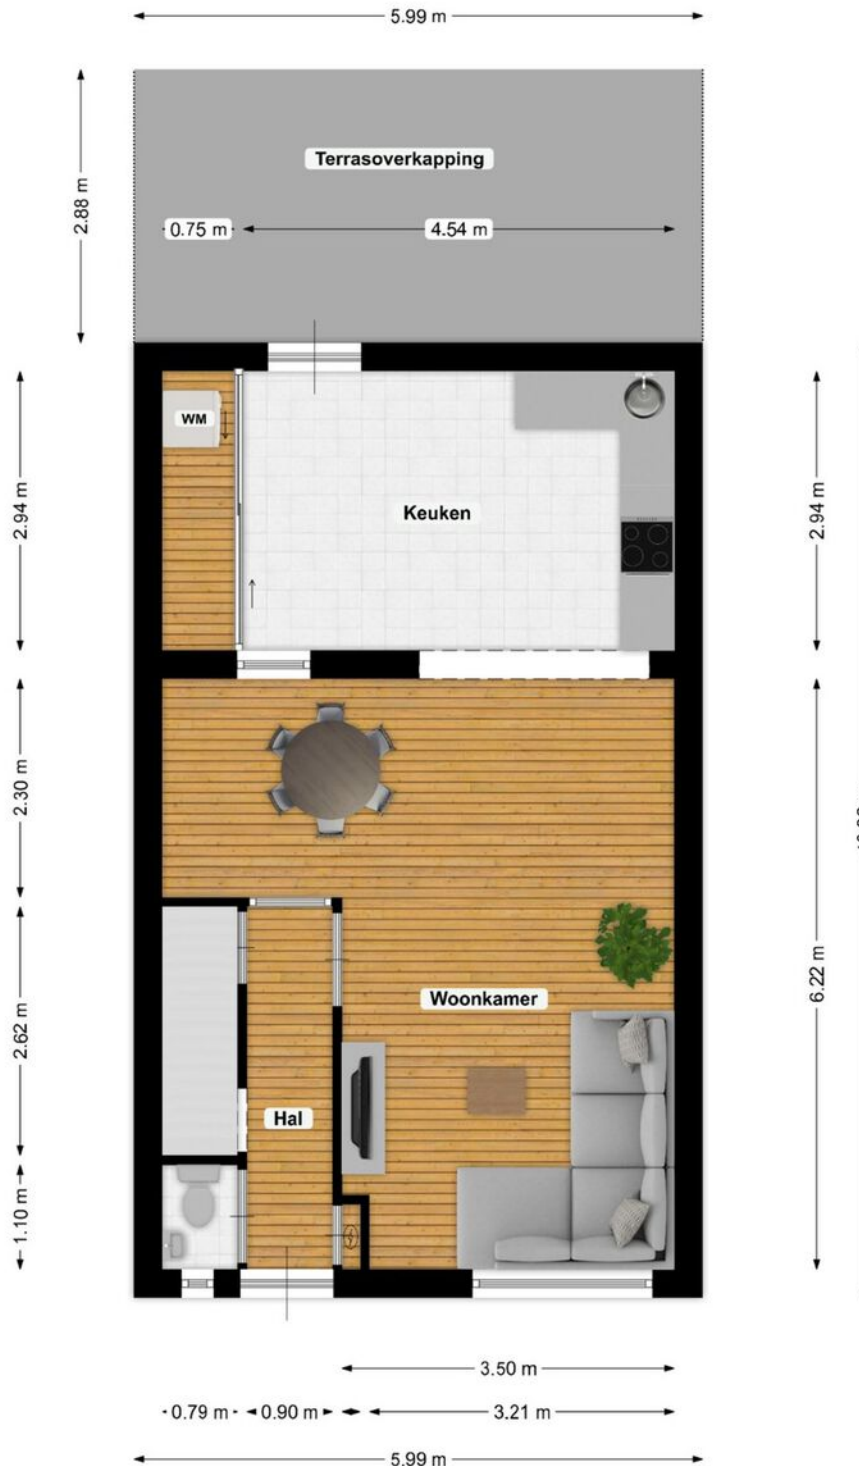 5.99 m
Terrasoverkapping
2.88 m
0.75 m
4.54 m
WM
Keuken
2.94 m
2.94 m
2.30 m
Woonkamer
6.22 m
2.62 m
Hal
1.10 m
3.50 m
0.79 m
0.90 m
3.21 m
5.99 m